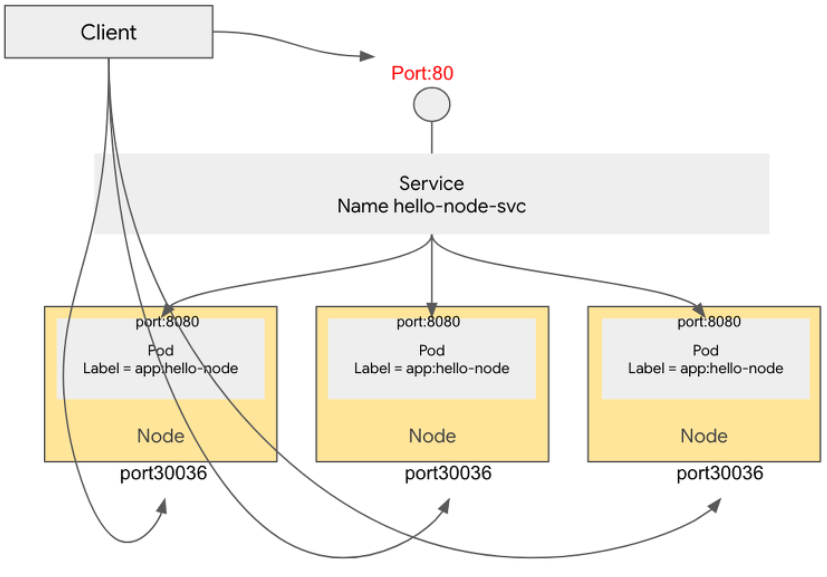 Client
Port:80
Service
Name hello-node-svc
port:8080
Pod
Label = app:hello-node
Node
port30036
port:8080
Pod
Label = app:hello-node
Node
port30036
port:8080
Pod
Label = app:hello-node
Node
port30036